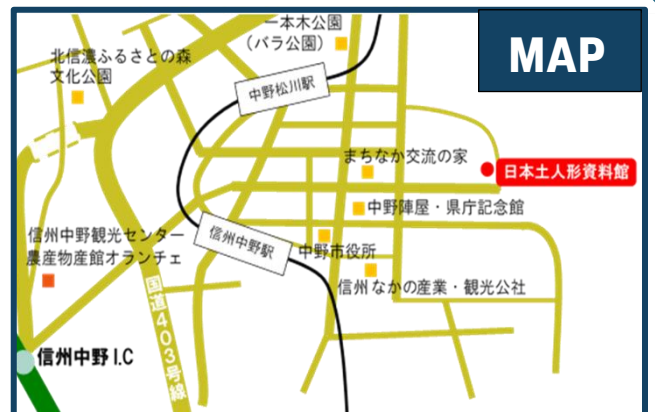 MAP
一本木公園
(バラ公園)
北信濃ふるさとの森
文化公園
中野松川駅
まちなか交流の家
日本土人形資料館
中野陣屋・県庁記念館
信州中野観光センター
農産物産館オランチェ
信州中野駅
中野市役所
信州なかの産業・観光公社
国道403号線
信州中野I.C